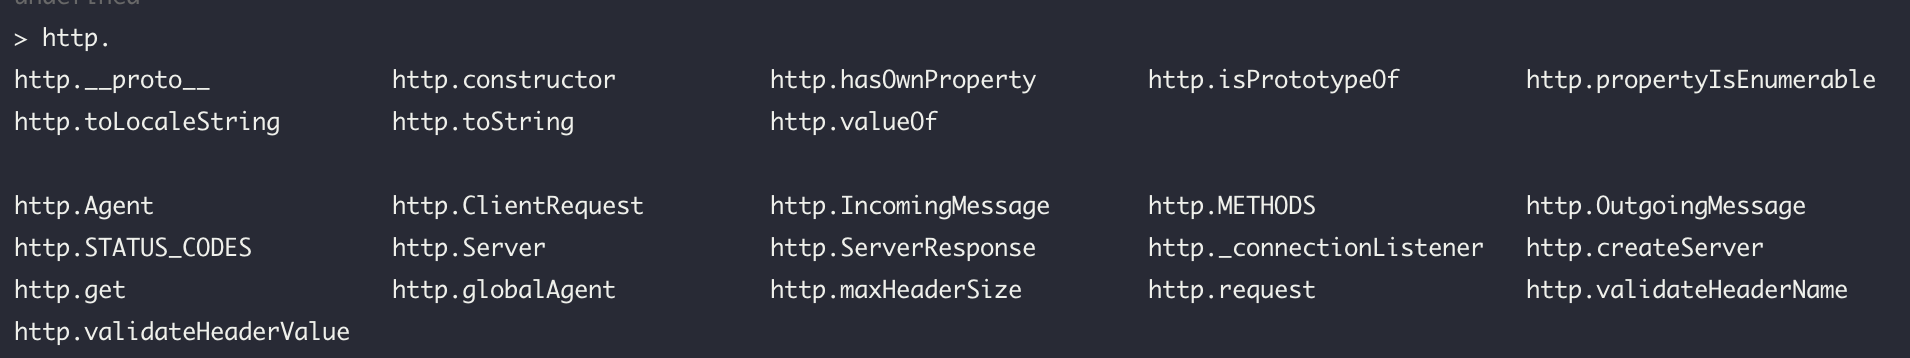 undefined
> http.
http.__proto__ http.constructor http.hasOwnProperty http.isPrototypeOf http.propertyIsEnumerable
http.toLocaleString http.toString http.valueOf
http.Agent http.ClientRequest http.IncomingMessage http.METHODS http.OutgoingMessage
http.STATUS_CODES http.Server http.ServerResponse http._connectionListener http.createServer
http.get http.globalAgent http.maxHeaderSize http.request http.validateHeaderName
http.validateHeaderValue